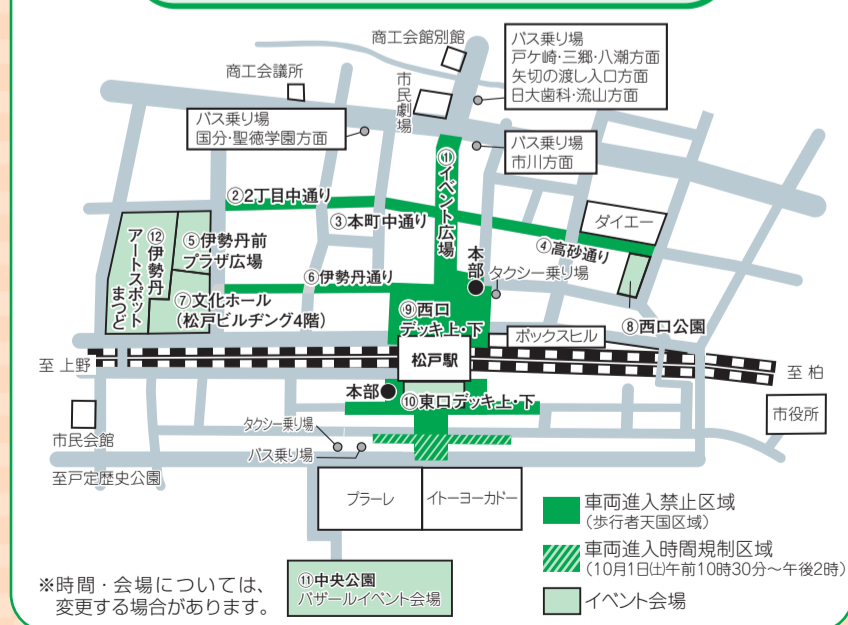 商工会館別館
商工会議所
市民劇場
バス乗り場
戸ケ崎・三郷・八潮方面
矢切の渡し入口方面
日大歯科・流山方面
バス乗り場
国分・聖徳学園方面
バス乗り場
市川方面
①イベント広場
②2丁目中通り
③本町中通り
ダイエー
④高砂通り
⑤伊勢丹前
プラザ広場
⑫伊勢丹
アートスポット
まつど
⑥伊勢丹通り
本部
タクシー乗り場
⑦文化ホール
(松戸ビルヂング4階)
⑧西口公園
⑨西口
デッキ上・下
ボックスヒル
松戸駅
至 上野
至 柏
本部
⑩東口デッキ上・下
市民会館
市役所
タクシー乗り場
バス乗り場
至戸定歴史公園
プラーレ
イトーヨーカドー
車両進入禁止区域
(歩行者天国区域)
車両進入時間規制区域
(10月1日㈯午前10時30分～午後2時)
イベント会場
⑪中央公園
バザールイベント会場
※時間・会場については、
変更する場合があります。